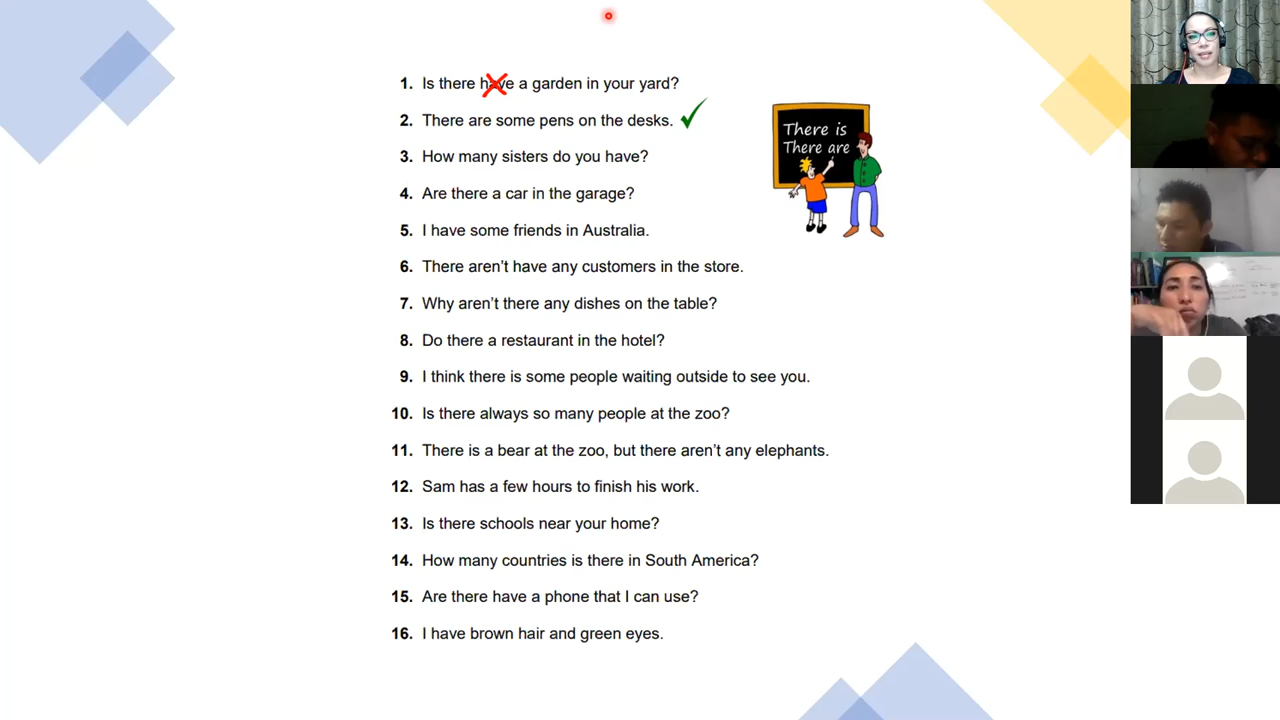 1. Is there have a garden in your yard?
2. There are some pens on the desks.
3. How many sisters do you have?
4. Are there a car in the garage?
5. I have some friends in Australia.
6. There aren't have any customers in the store.
7. Why aren't there any dishes on the table?
8. Do there a restaurant in the hotel?
9. I think there is some people waiting outside to see you.
10. Is there always so many people at the zoo?
11. There is a bear at the zoo, but there aren't any elephants.
12. Sam has a few hours to finish his work.
13. Is there schools near your home?
14. How many countries is there in South America?
15. Are there have a phone that I can use?
16. I have brown hair and green eyes.
There is
There are